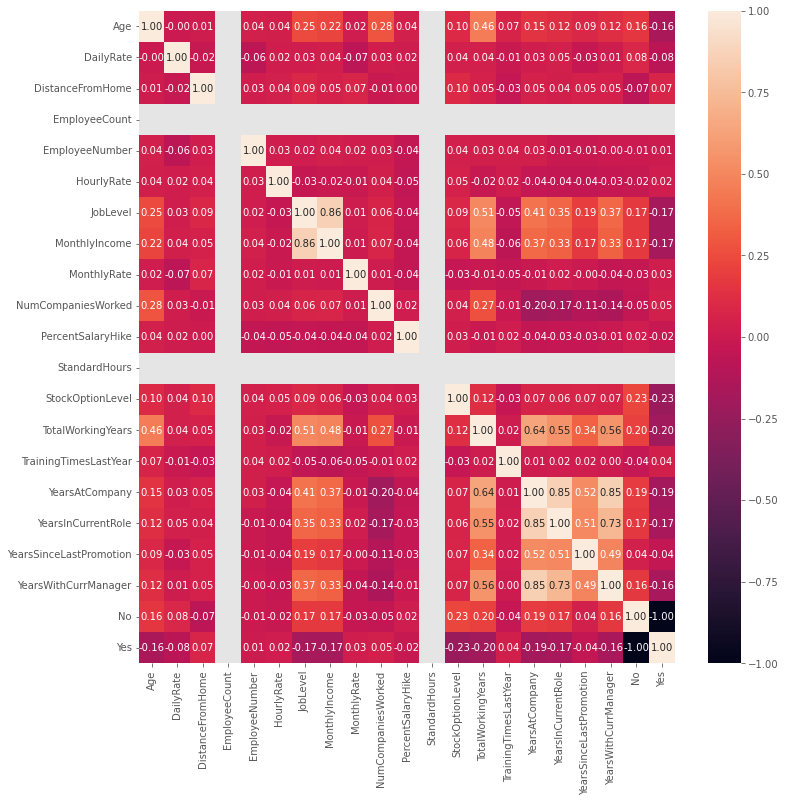 Age 1.00 -0.00 0.01 0.04 0.04 0.25 0.22 0.02 0.28 0.04 0.10 0.46 0.07 0.15 0.12 0.09 0.12 0.16 -0.16
DailyRate -0.00 1.00 -0.02 -0.06 0.02 0.03 0.04 -0.07 0.03 0.02 0.04 0.04 -0.01 0.03 0.05 -0.03 0.01 0.08 -0.08
DistanceFromHome 0.01 -0.02 1.00 0.03 0.04 0.09 0.05 0.07 -0.01 0.00 0.10 0.05 -0.03 0.05 0.04 0.05 0.05 -0.07 0.07
EmployeeCount
EmployeeNumber 0.04 -0.06 0.03 1.00 0.03 0.02 0.04 0.02 0.03 -0.04 0.04 0.03 0.04 0.03 -0.01 -0.01 -0.00 -0.01 0.01
HourlyRate 0.04 0.02 0.04 0.03 1.00 -0.03 -0.02 -0.01 0.04 -0.05 0.05 -0.02 0.02 -0.04 -0.04 -0.04 -0.03 -0.02 0.02
JobLevel 0.25 0.03 0.09 0.02 -0.03 1.00 0.86 0.01 0.06 -0.04 0.09 0.51 -0.05 0.41 0.35 0.19 0.37 0.17 -0.17
MonthlyIncome 0.22 0.04 0.05 0.04 -0.02 0.86 1.00 0.01 0.07 -0.04 0.06 0.48 -0.06 0.37 0.33 0.17 0.33 0.17 -0.17
MonthlyRate 0.02 -0.07 0.07 0.02 -0.01 0.01 0.01 1.00 0.01 -0.04 -0.03 -0.01 -0.05 -0.01 0.02 -0.00 -0.04 -0.03 0.03
NumCompaniesWorked 0.28 0.03 -0.01 0.03 0.04 0.06 0.07 0.01 1.00 0.02 0.04 0.27 -0.01 -0.20 -0.17 -0.11 -0.14 -0.05 0.05
PercentSalaryHike 0.04 0.02 0.00 -0.04 -0.05 -0.04 -0.04 -0.04 0.02 1.00 0.03 -0.01 0.02 -0.04 -0.03 -0.03 -0.01 0.02 -0.02
StandardHours
StockOptionLevel 0.10 0.04 0.10 0.04 0.05 0.09 0.06 -0.03 0.04 0.03 1.00 0.12 -0.03 0.07 0.06 0.07 0.07 0.23 -0.23
TotalWorkingYears 0.46 0.04 0.05 0.03 -0.02 0.51 0.48 -0.01 0.27 -0.01 0.12 1.00 0.02 0.64 0.55 0.34 0.56 0.20 -0.20
TrainingTimesLastYear 0.07 -0.01 -0.03 0.04 0.02 -0.05 -0.06 -0.05 -0.01 0.02 -0.03 0.02 1.00 0.01 0.02 0.02 0.00 -0.04 0.04
YearsAtCompany 0.15 0.03 0.05 0.03 -0.04 0.41 0.37 -0.01 -0.20 -0.04 0.07 0.64 0.01 1.00 0.85 0.52 0.85 0.19 -0.19
YearsInCurrentRole 0.12 0.05 0.04 -0.01 -0.04 0.35 0.33 0.02 -0.17 -0.03 0.06 0.55 0.02 0.85 1.00 0.51 0.73 0.17 -0.17
YearsSinceLastPromotion 0.09 -0.03 0.05 -0.01 -0.04 0.19 0.17 -0.00 -0.11 -0.03 0.07 0.34 0.02 0.52 0.51 1.00 0.49 0.04 -0.04
YearsWithCurrManager 0.12 0.01 0.05 -0.00 -0.03 0.37 0.33 -0.04 -0.14 -0.01 0.07 0.56 0.00 0.85 0.73 0.49 1.00 0.16 -0.16
No 0.16 0.08 -0.07 -0.01 -0.02 0.17 0.17 -0.03 -0.05 0.02 0.23 0.20 -0.04 0.19 0.17 0.04 0.16 1.00 -1.00
Yes -0.16 -0.08 0.07 0.01 0.02 -0.17 -0.17 0.03 0.05 -0.02 -0.23 -0.20 0.04 -0.19 -0.17 -0.04 -0.16 -1.00 1.00
Age
DailyRate
DistanceFromHome
EmployeeCount
EmployeeNumber
HourlyRate
JobLevel
MonthlyIncome
MonthlyRate
NumCompaniesWorked
PercentSalaryHike
StandardHours
StockOptionLevel
TotalWorkingYears
TrainingTimesLastYear
YearsAtCompany
YearsInCurrentRole
YearsSinceLastPromotion
YearsWithCurrManager
No
Yes
1.00
0.75
0.50
0.25
0.00
−0.25
−0.50
−0.75
−1.00